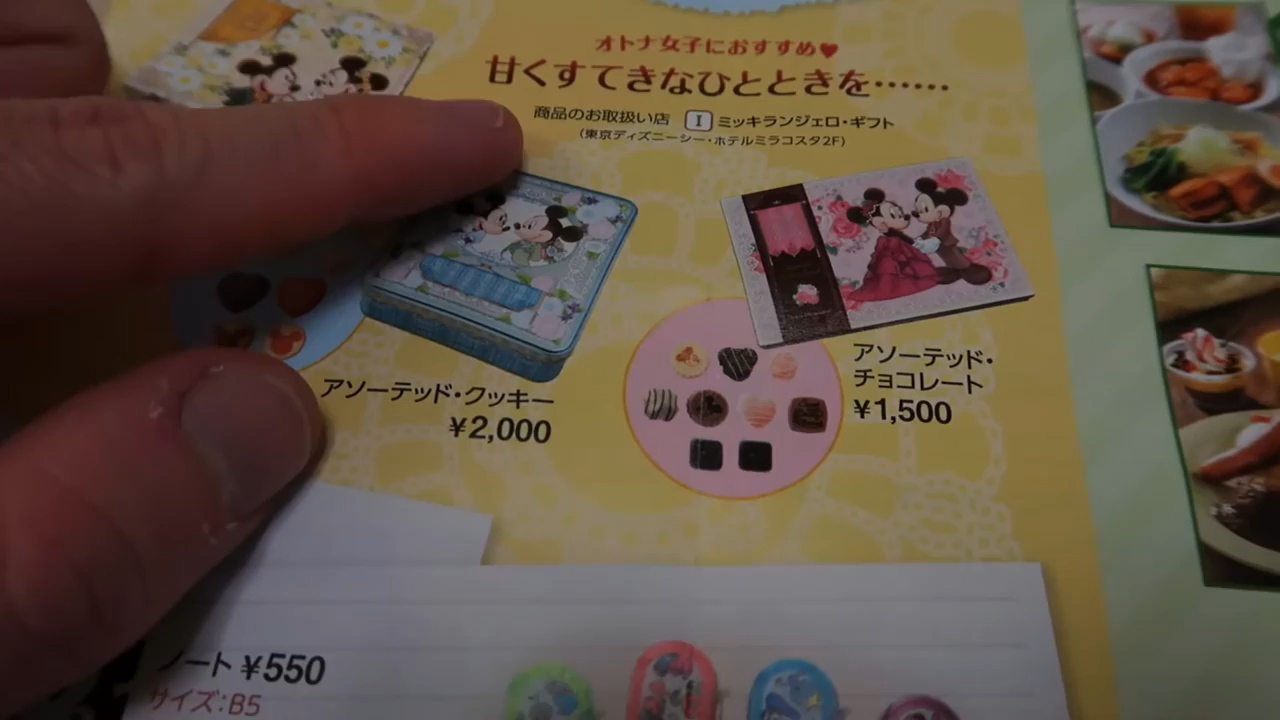 オトナ女子におすすめ♥
甘くすてきなひとときを……
商品のお取扱い店 I ミッキランジェロ・ギフト
(東京ディズニーシー・ホテルミラコスタ2F)
アソーテッド・クッキー
¥2,000
アソーテッド・
チョコレート
¥1,500
ノート ¥550
サイズ:B5